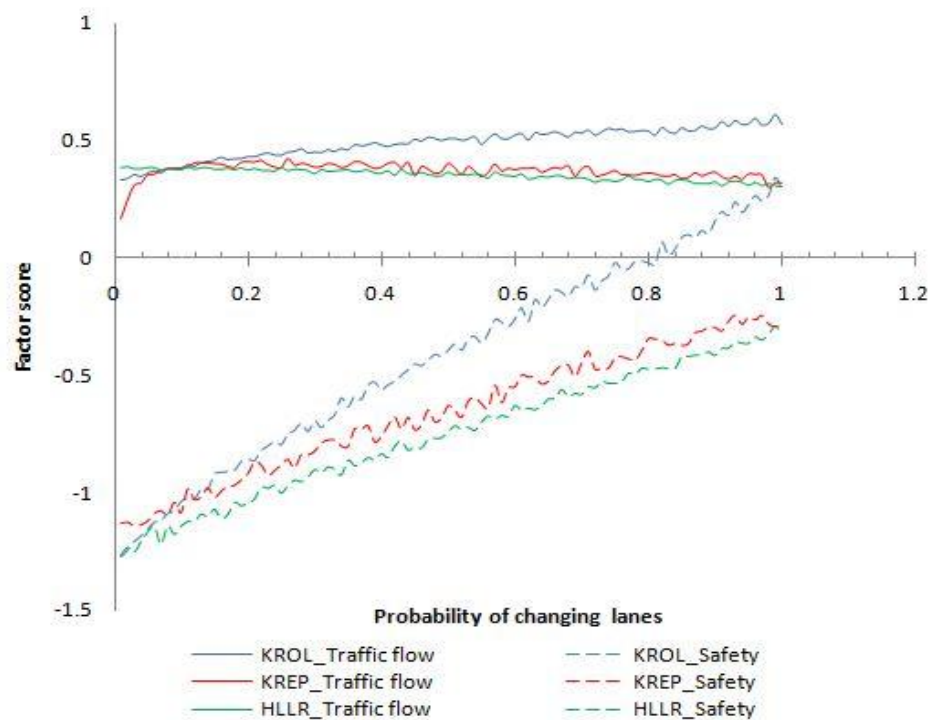 1
0.5
0
0 0.2 0.4 0.6 0.8 1 1.2
-0.5
-1
-1.5
Factor score
Probability of changing lanes
KROL_Traffic flow KROL_Safety
KREP_Traffic flow KREP_Safety
HLLR_Traffic flow HLLR_Safety